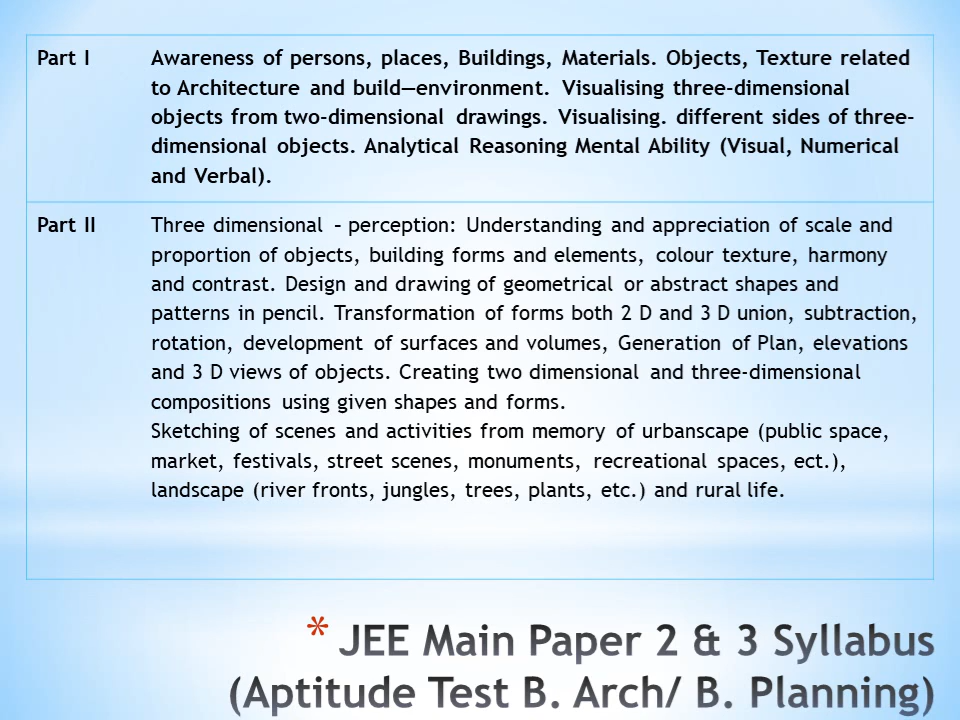 Part I
Awareness of persons, places, Buildings, Materials. Objects, Texture related
to Architecture and build—environment. Visualising three-dimensional
objects from two-dimensional drawings. Visualising. different sides of three-
dimensional objects. Analytical Reasoning Mental Ability (Visual, Numerical
and Verbal).
Part II
Three dimensional – perception: Understanding and appreciation of scale and
proportion of objects, building forms and elements, colour texture, harmony
and contrast. Design and drawing of geometrical or abstract shapes and
patterns in pencil. Transformation of forms both 2 D and 3 D union, subtraction,
rotation, development of surfaces and volumes, Generation of Plan, elevations
and 3 D views of objects. Creating two dimensional and three-dimensional
compositions using given shapes and forms.
Sketching of scenes and activities from memory of urbanscape (public space,
market, festivals, street scenes, monuments, recreational spaces, ect.),
landscape (river fronts, jungles, trees, plants, etc.) and rural life.
* JEE Main Paper 2 & 3 Syllabus
(Aptitude Test B. Arch/ B. Planning)